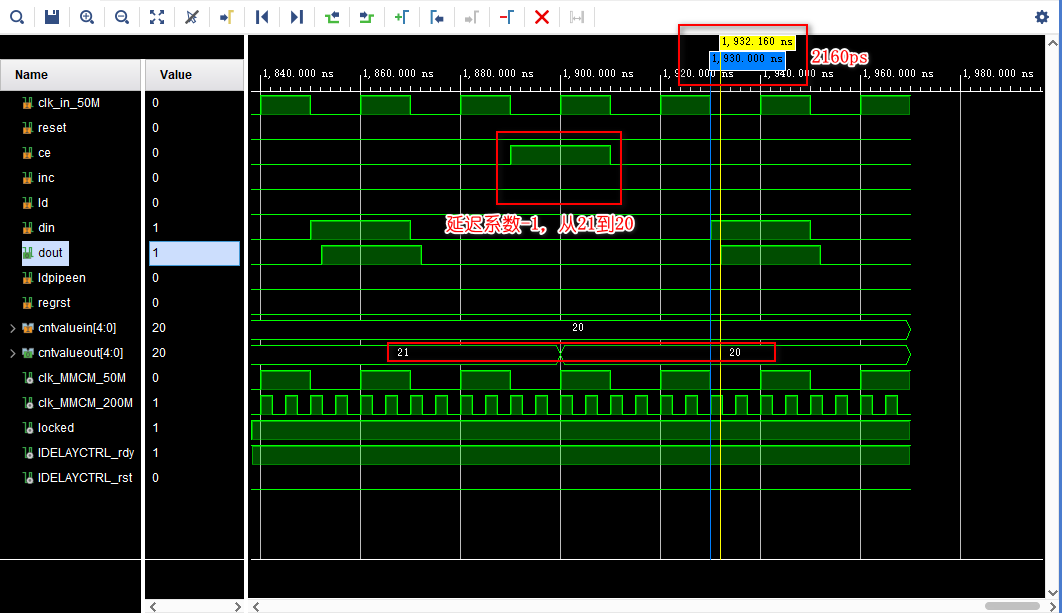 1,932.160 ns
1,930.000 ns
2160ps
Name
Value
1,840.000 ns
1,860.000 ns
1,880.000 ns
1,900.000 ns
1,920.000 ns
1,940.000 ns
1,960.000 ns
1,980.000 ns
clk_in_50M
0
reset
0
ce
0
inc
0
ld
0
din
1
延迟系数-1，从21到20
dout
1
ldpipeen
0
regrst
0
cntvaluein[4:0]
20
20
cntvalueout[4:0]
20
21
20
clk_MMCM_50M
0
clk_MMCM_200M
1
locked
1
IDELAYCTRL_rdy
1
IDELAYCTRL_rst
0